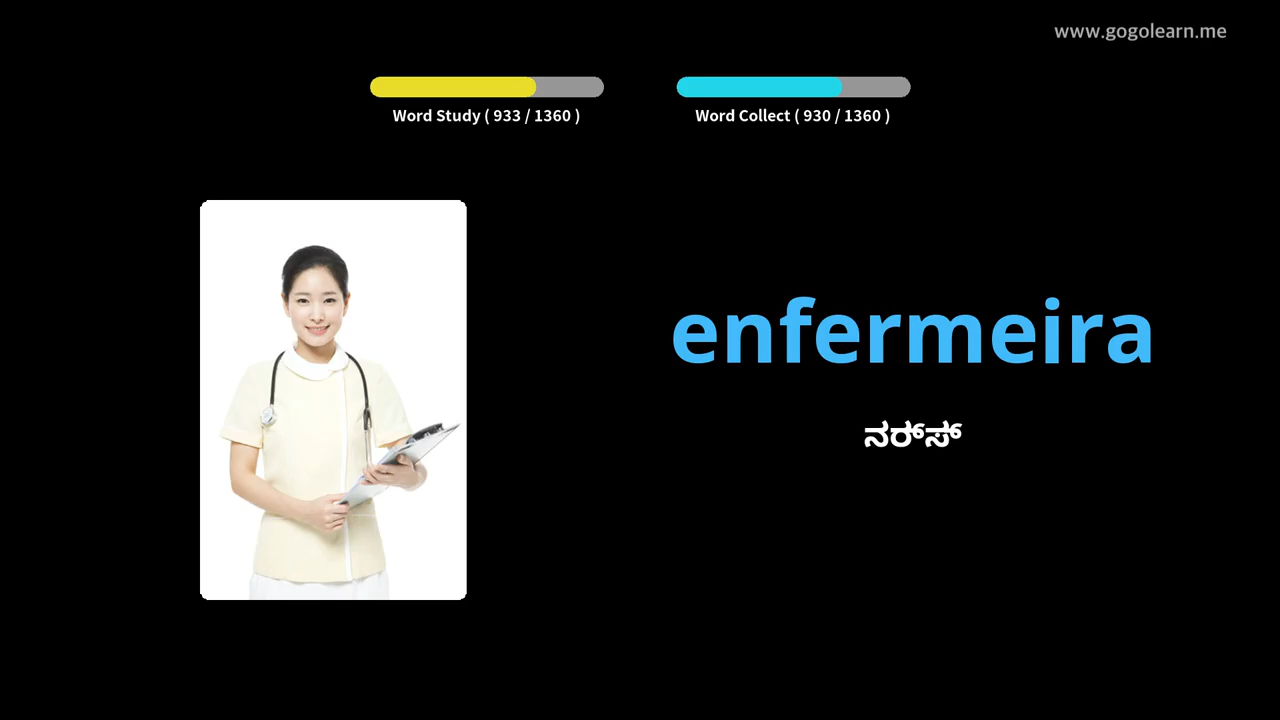 www.gogolearn.me
Word Study ( 933 / 1360 )
Word Collect ( 930 / 1360 )
enfermeira
ನರ್‍ಸ್